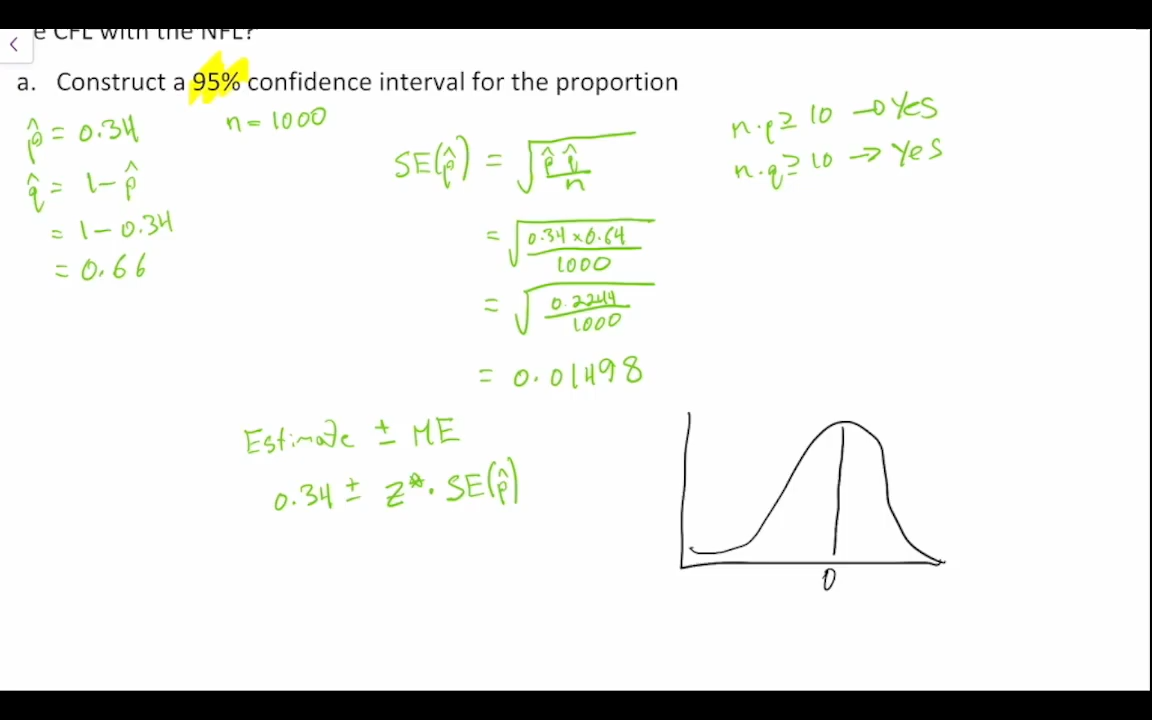 e CFL with the NFL?
a. Construct a 95% confidence interval for the proportion
p̂ = 0.34
n = 1000
q̂ = 1 - p̂
= 1 - 0.34
= 0.66
SE(p̂) = √(p̂ q̂ / n)
= √(0.34 × 0.64 / 1000)
= √(0.2244 / 1000)
= 0.01498
n·p ≥ 10 → Yes
n·q ≥ 10 → Yes
Estimate ± ME
0.34 ± z*· SE(p̂)
0